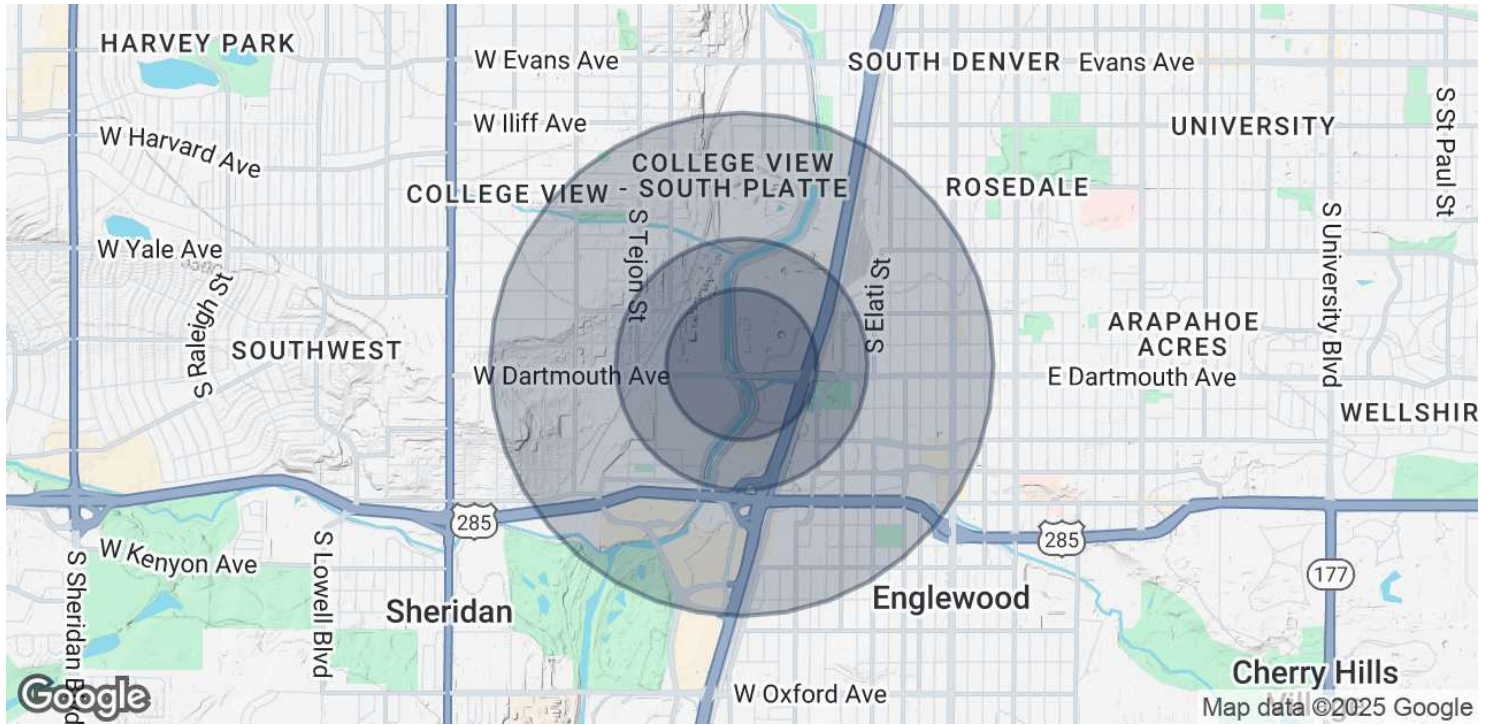 HARVEY PARK
W Evans Ave
SOUTH DENVER
Evans Ave
S St Paul St
W Harvard Ave
W Iliff Ave
UNIVERSITY
COLLEGE VIEW
- SOUTH PLATTE
COLLEGE VIEW
ROSEDALE
S University Blvd
W Yale Ave
S Tejon St
S Raleigh St
S Elati St
SOUTHWEST
ARAPAHOE
ACRES
W Dartmouth Ave
E Dartmouth Ave
WELLSHIR
285
285
W Kenyon Ave
S Lowell Blvd
S Sheridan Blvd
177
Sheridan
Englewood
Cherry Hills
Village
W Oxford Ave
Google
Map data ©2025 Google